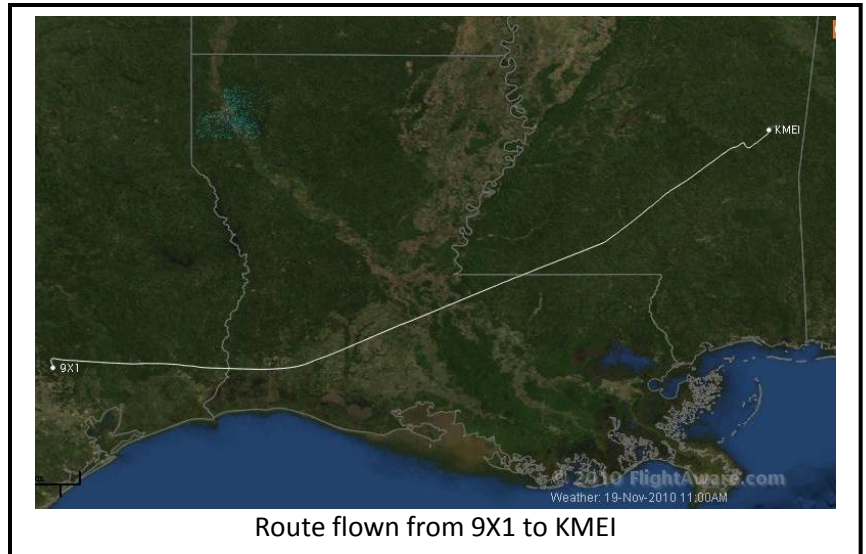 KMEI
9X1
© 2010 FlightAware.com
Weather: 19-Nov-2010 11:00AM
Route flown from 9X1 to KMEI